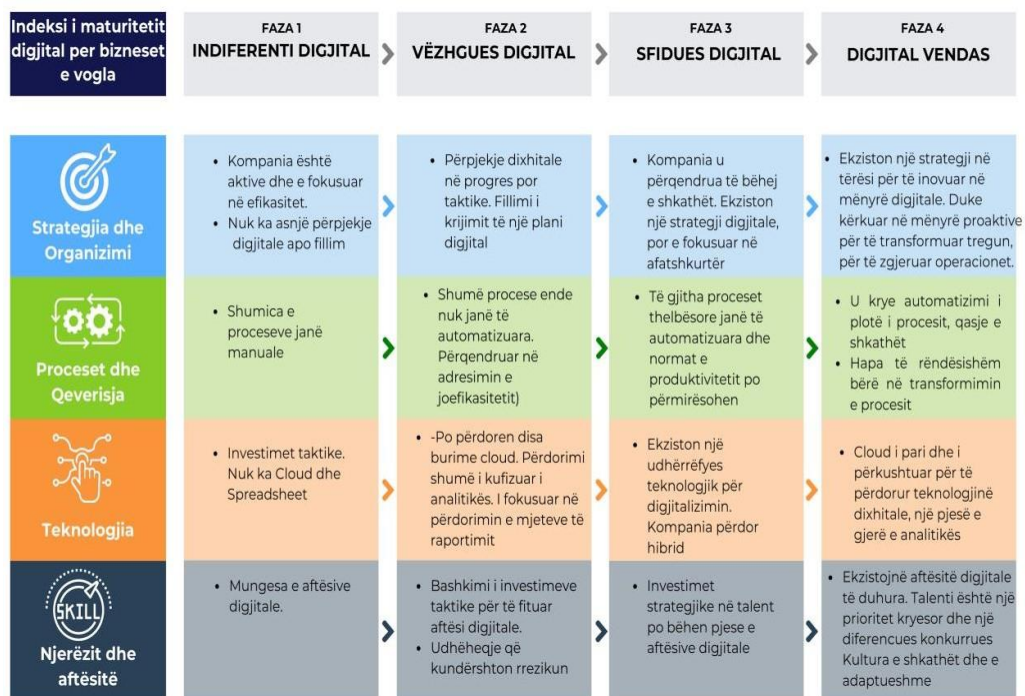 Indeksi i maturitetit
digjital per bizneset
e vogla
FAZA 1
INDIFERENTI DIGJITAL
FAZA 2
VËZHGUES DIGJITAL
FAZA 3
SFIDUES DIGJITAL
FAZA 4
DIGJITAL VENDAS
Strategjia dhe
Organizimi
• Kompania është
aktive dhe e fokusuar
në efikasitet.
• Nuk ka asnjë përpjekje
digjitale apo fillim
• Përpjekje dixhitale
në progres por
taktike. Fillimi i
krijimit të një plani
digjital
• Kompania u
përqendrua të bëhej
e shkathët. Ekziston
një strategji digjitale,
por e fokusuar në
afatshkurtër
• Ekziston një strategji në
tërësi për të inovuar në
mënyrë digitale. Duke
kërkuar në mënyrë proaktive
për të transformuar tregun,
për të zgjeruar operacionet.
Proceset dhe
Qeverisja
• Shumica e
proceseve janë
manuale
• Shumë procese ende
nuk janë të
automatizuara.
Përqendruar në
adresimin e
joefikasitetit)
• Të gjitha proceset
thelbësore janë të
automatizuara dhe
normat e
produktivitetit po
përmirësohen
• U krye automatizimi i
plotë i procesit, qasje e
shkathët
• Hapa të rëndësishëm
bërë në transformimin
e procesit
Teknologjia
• Investimet taktike.
Nuk ka Cloud dhe
Spreadsheet
• -Po përdoren disa
burime cloud. Përdorimi
shumë i kufizuar i
analitikës. I fokusuar në
përdorimin e mjeteve të
raportimit
• Ekziston një
udhërrëfyes
teknologjik për
digjitalizimin.
Kompania përdor
hibrid
• Cloud i pari dhe i
përkushtuar për të
përdorur teknologjinë
dixhitale, një pjesë e
gjerë e analitikës
SKILL
Njerëzit dhe
aftësitë
• Mungesa e aftësive
digjitale.
• Bashkimi i investimeve
taktike për të fituar
aftësi digjitale.
• Udhëheqje që
kundërshton rrezikun
• Investimet
strategjike në talent
po bëhen pjese e
aftësive digjitale
• Ekzistojnë aftësitë digjitale
të duhura. Talenti është një
prioritet kryesor dhe një
diferencues konkurrues
Kultura e shkathët dhe e
adaptueshme